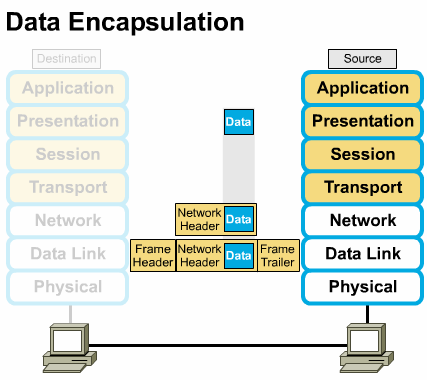 Data Encapsulation
Destination
Source
Application
Application
Presentation
Data
Presentation
Session
Session
Transport
Transport
Network
Network
Header
Data
Network
Data Link
Frame
Header
Network
Header
Data
Frame
Trailer
Data Link
Physical
Physical